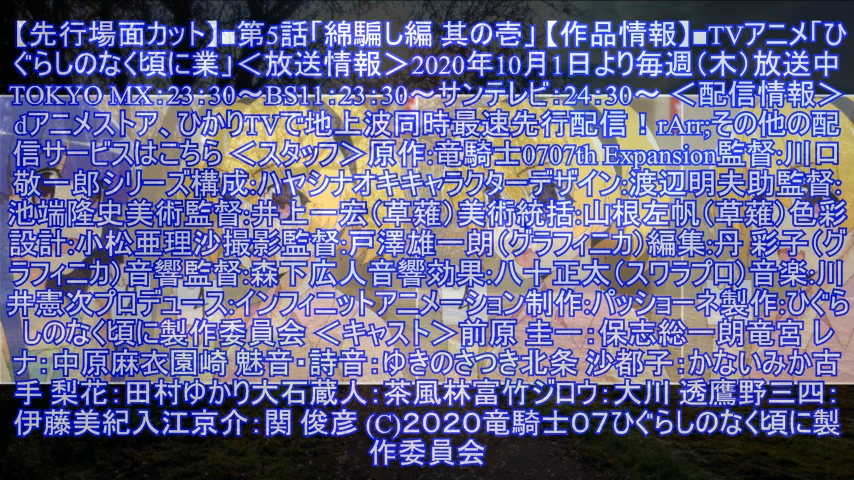 【先行場面カット】■第5話「綿騙し編 其の壱」【作品情報】■TVアニメ「ひ
ぐらしのなく頃に業」＜放送情報＞2020年10月1日より毎週（木）放送中
TOKYO MX：23：30～BS11：23：30～サンテレビ：24：30～ ＜配信情報＞
dアニメストア、ひかりTVで地上波同時最速先行配信！rArr;その他の配
信サービスはこちら ＜スタッフ＞原作:竜騎士0707th Expansion監督:川口
敬一郎シリーズ構成:ハヤシナオキキャラクターデザイン:渡辺明夫助監督:
池端隆史美術監督:井上一宏（草薙）美術統括:山根左帆（草薙）色彩
設計:小松亜理沙撮影監督:戸澤雄一朗（グラフィニカ）編集:丹 彩子（グ
ラフィニカ）音響監督:森下広人音響効果:八十正太（スワラプロ）音楽:川
井憲次プロデュース:インフィニットアニメーション制作:パッショーネ製作:ひぐら
しのなく頃に製作委員会 ＜キャスト＞前原 圭一：保志総一朗竜宮 レ
ナ：中原麻衣園崎 魅音・詩音：ゆきのさつき北条 沙都子：かないみか古
手 梨花：田村ゆかり大石蔵人：茶風林富竹ジロウ：大川 透鷹野三四：
伊藤美紀入江京介：関 俊彦 (C)２０２０竜騎士０７ひぐらしのなく頃に製
作委員会